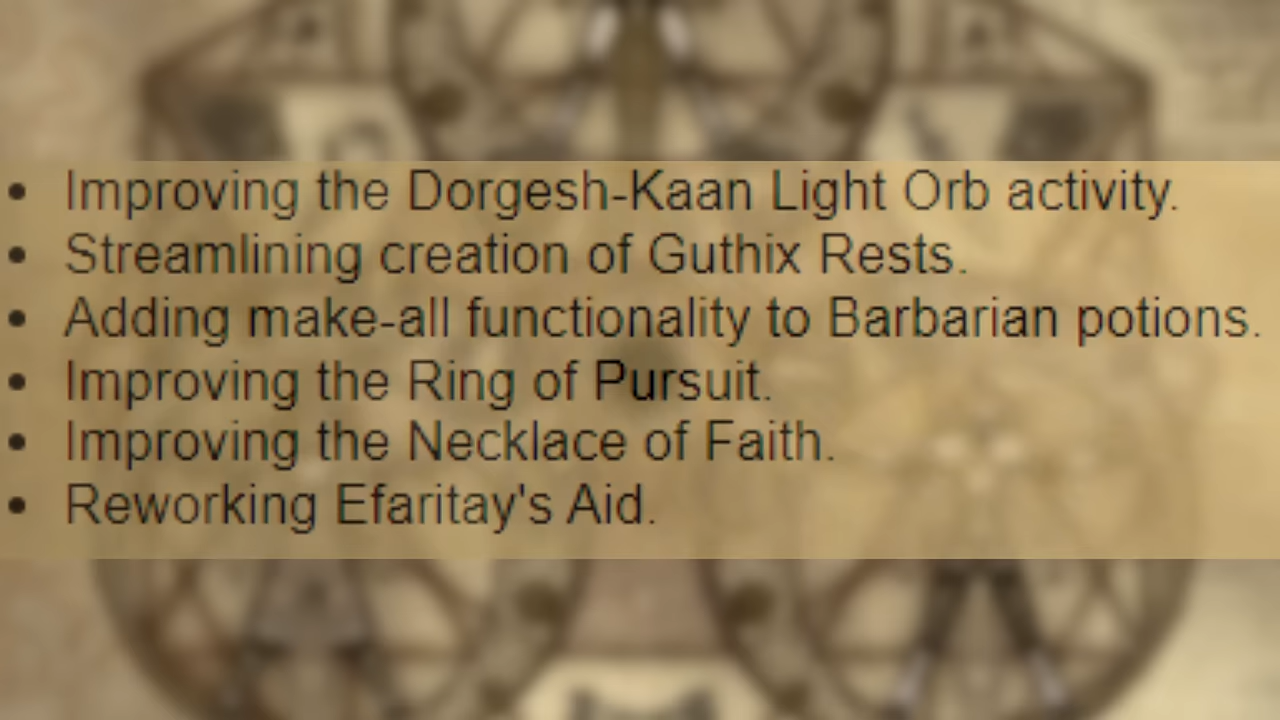 • Improving the Dorgesh-Kaan Light Orb activity.
• Streamlining creation of Guthix Rests.
• Adding make-all functionality to Barbarian potions.
• Improving the Ring of Pursuit.
• Improving the Necklace of Faith.
• Reworking Efaritay's Aid.